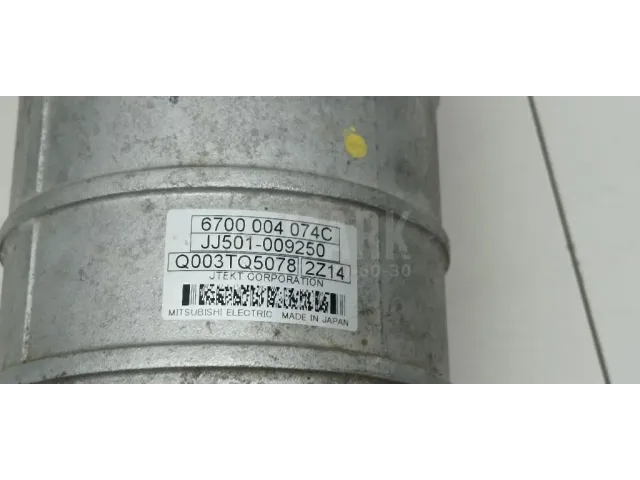 6700 004 074C
JJ501-009250
Q003TQ5078 2Z14
JTEKT CORPORATION
MITSUBISHI ELECTRIC MADE IN JAPAN